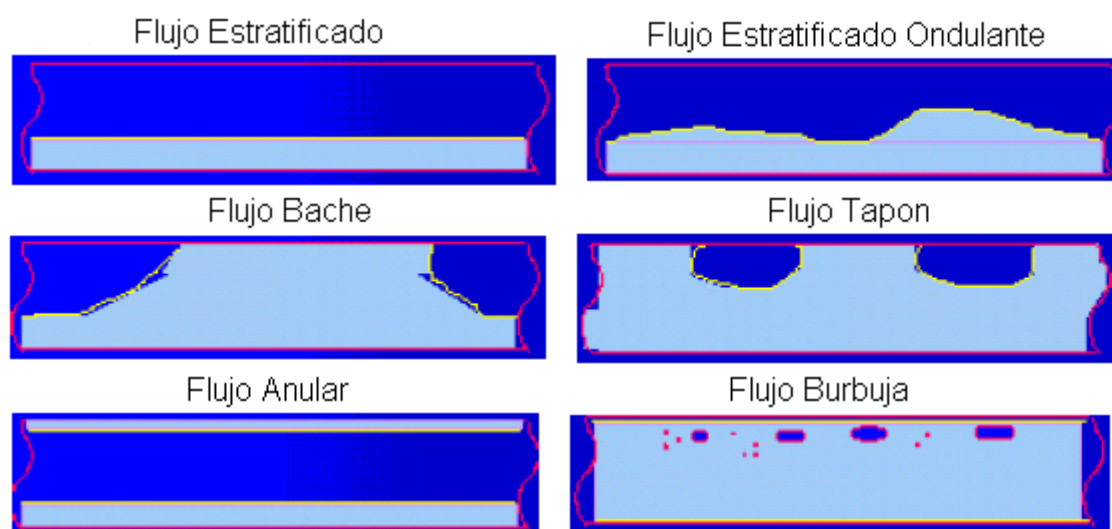 Flujo Estratificado
Flujo Estratificado Ondulante
Flujo Bache
Flujo Tapon
Flujo Anular
Flujo Burbuja